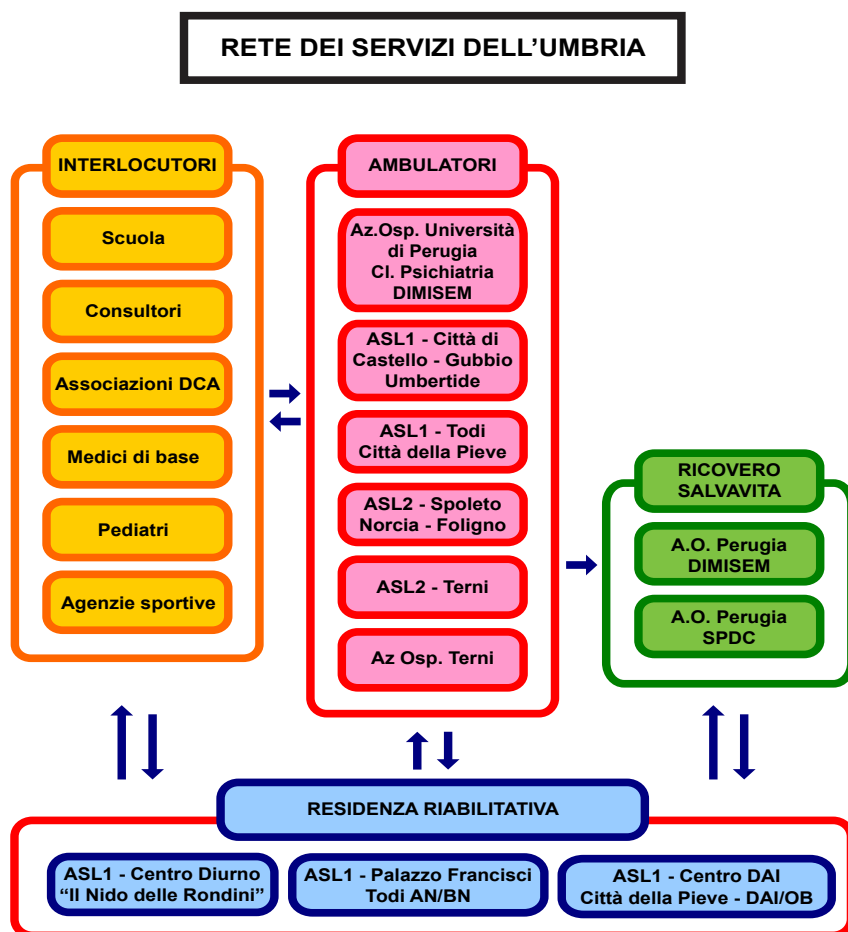 RETE DEI SERVIZI DELL’UMBRIA
INTERLOCUTORI
Scuola
Consultori
Associazioni DCA
Medici di base
Pediatri
Agenzie sportive
AMBULATORI
Az.Osp. Università
di Perugia
Cl. Psichiatria
DIMISEM
ASL1 - Città di
Castello - Gubbio
Umbertide
ASL1 - Todi
Città della Pieve
ASL2 - Spoleto
Norcia - Foligno
ASL2 - Terni
Az Osp. Terni
RICOVERO
SALVAVITA
A.O. Perugia
DIMISEM
A.O. Perugia
SPDC
RESIDENZA RIABILITATIVA
ASL1 - Centro Diurno
“Il Nido delle Rondini”
ASL1 - Palazzo Francisci
Todi AN/BN
ASL1 - Centro DAI
Città della Pieve - DAI/OB